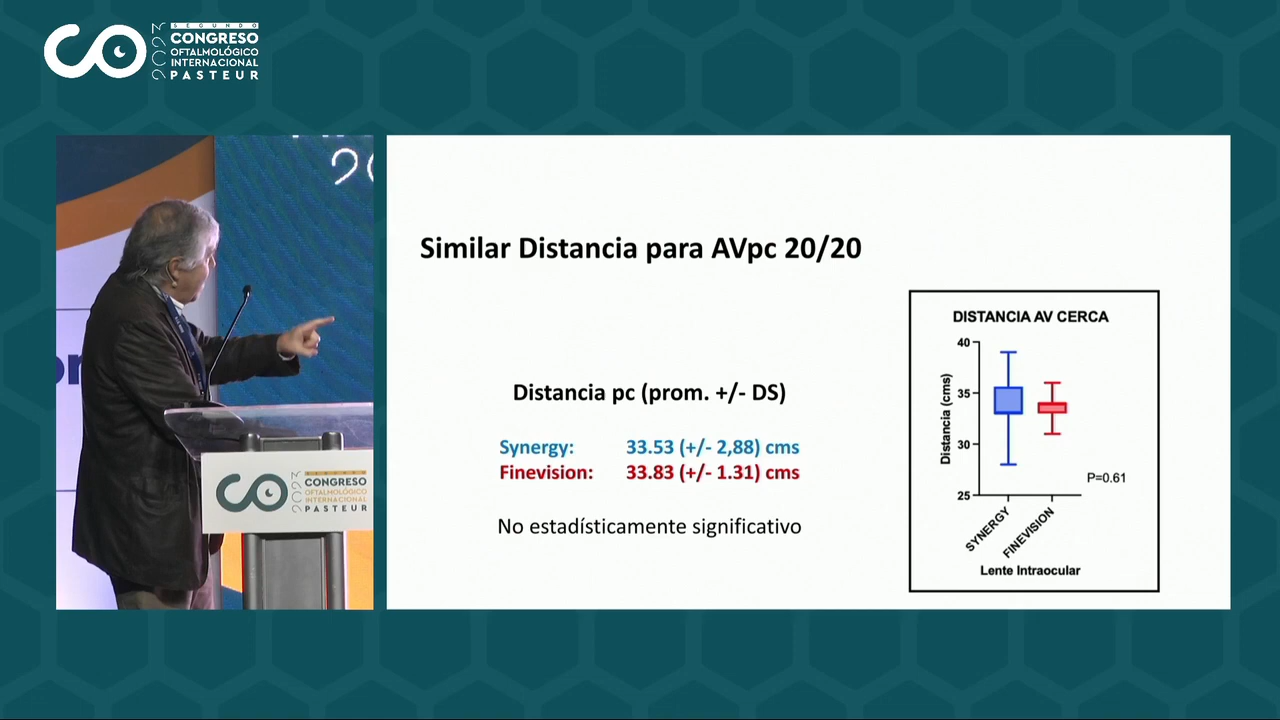 SEGUNDO
CONGRESO
OFTALMOLÓGICO
INTERNACIONAL
PASTEUR
2023
Similar Distancia para AVpc 20/20
Distancia pc (prom. +/- DS)
Synergy: 33.53 (+/- 2,88) cms
Finevision: 33.83 (+/- 1.31) cms
No estadísticamente significativo
DISTANCIA AV CERCA
Distancia (cms)
40
35
30
25
P=0.61
SYNERGY
FINEVISION
Lente Intraocular
2023
CONGRESO
OFTALMOLÓGICO
INTERNACIONAL
PASTEUR